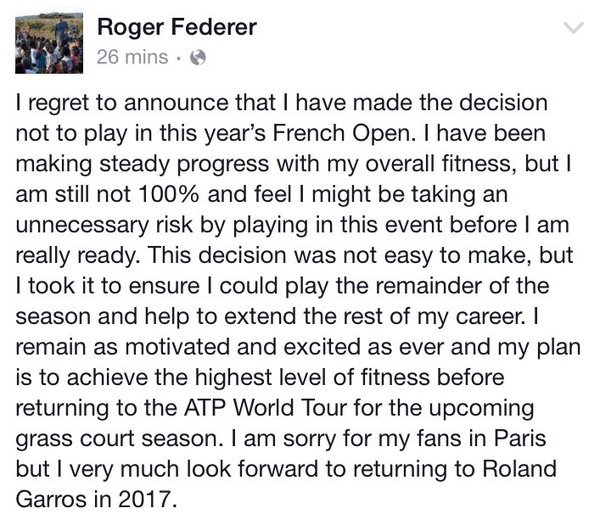 Roger Federer
26 mins ·
I regret to announce that I have made the decision
not to play in this year's French Open. I have been
making steady progress with my overall fitness, but I
am still not 100% and feel I might be taking an
unnecessary risk by playing in this event before I am
really ready. This decision was not easy to make, but
I took it to ensure I could play the remainder of the
season and help to extend the rest of my career. I
remain as motivated and excited as ever and my plan
is to achieve the highest level of fitness before
returning to the ATP World Tour for the upcoming
grass court season. I am sorry for my fans in Paris
but I very much look forward to returning to Roland
Garros in 2017.